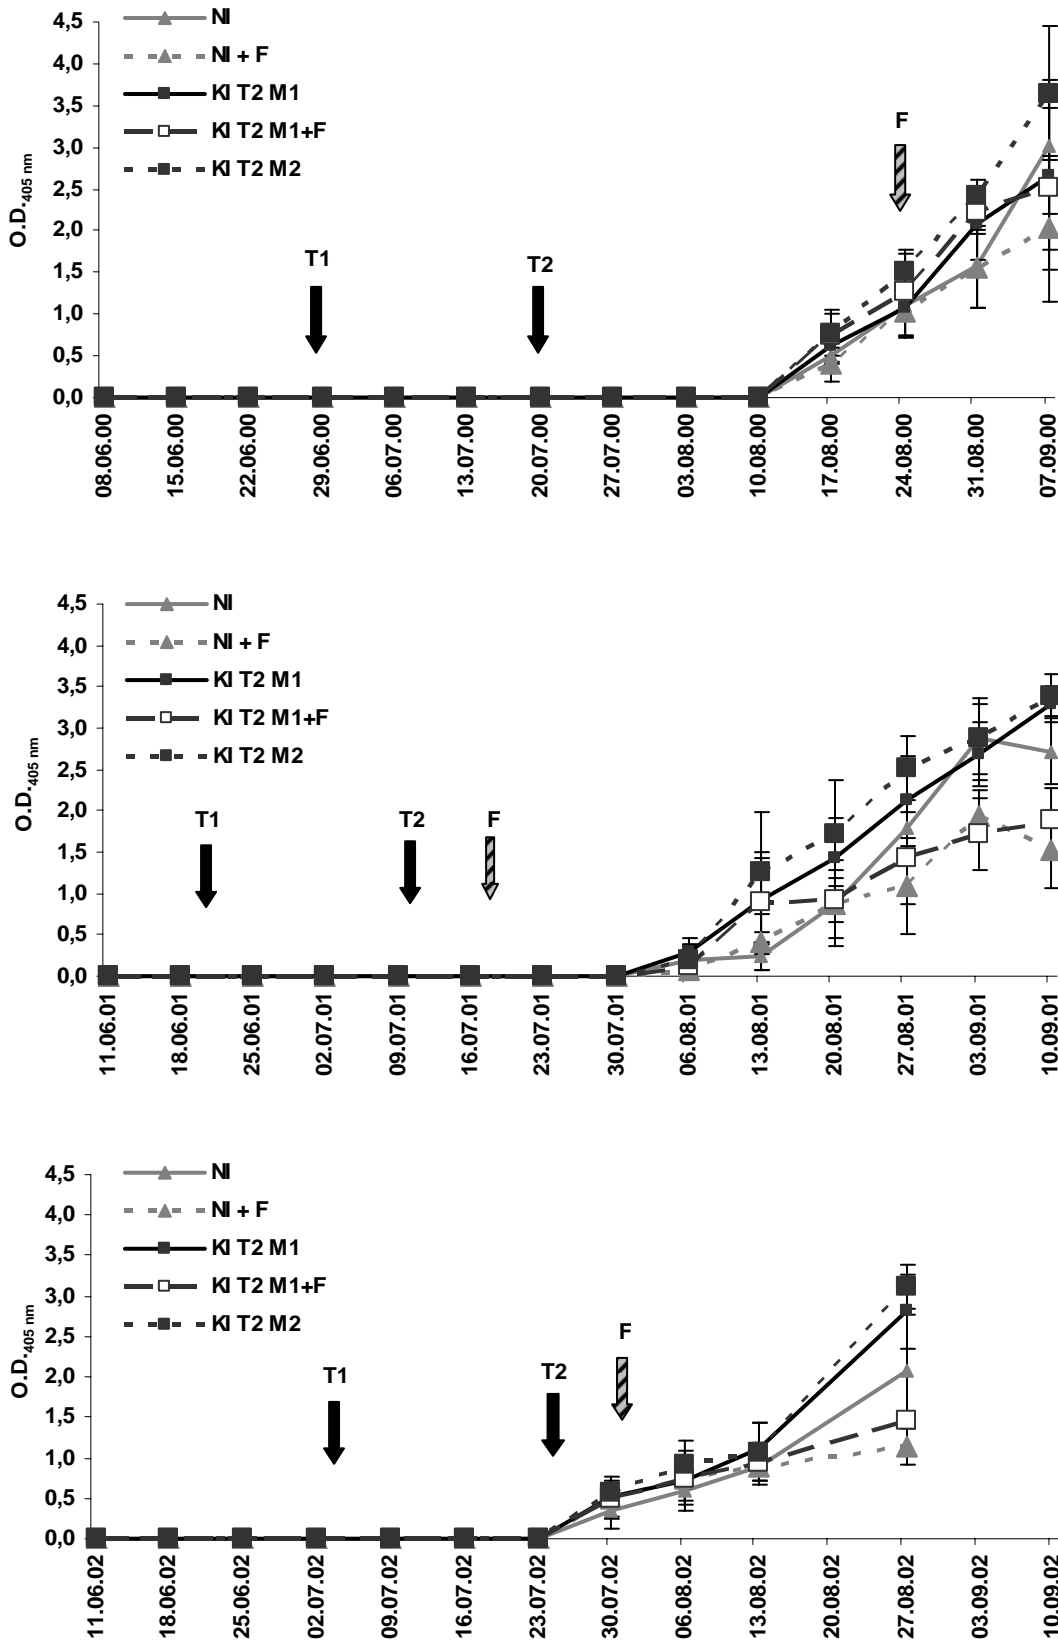 NI
NI + F
KI T2 M1
KI T2 M1+F
KI T2 M2
O.D.405 nm
4,5
4,0
3,5
3,0
2,5
2,0
1,5
1,0
0,5
0,0
T1
T2
F
08.06.00
15.06.00
22.06.00
29.06.00
06.07.00
13.07.00
20.07.00
27.07.00
03.08.00
10.08.00
17.08.00
24.08.00
31.08.00
07.09.00
NI
NI + F
KI T2 M1
KI T2 M1+F
KI T2 M2
O.D.405 nm
4,5
4,0
3,5
3,0
2,5
2,0
1,5
1,0
0,5
0,0
T1
T2
F
11.06.01
18.06.01
25.06.01
02.07.01
09.07.01
16.07.01
23.07.01
30.07.01
06.08.01
13.08.01
20.08.01
27.08.01
03.09.01
10.09.01
NI
NI + F
KI T2 M1
KI T2 M1+F
KI T2 M2
O.D.405 nm
4,5
4,0
3,5
3,0
2,5
2,0
1,5
1,0
0,5
0,0
T1
T2
F
11.06.02
18.06.02
25.06.02
02.07.02
09.07.02
16.07.02
23.07.02
30.07.02
06.08.02
13.08.02
20.08.02
27.08.02
03.09.02
10.09.02